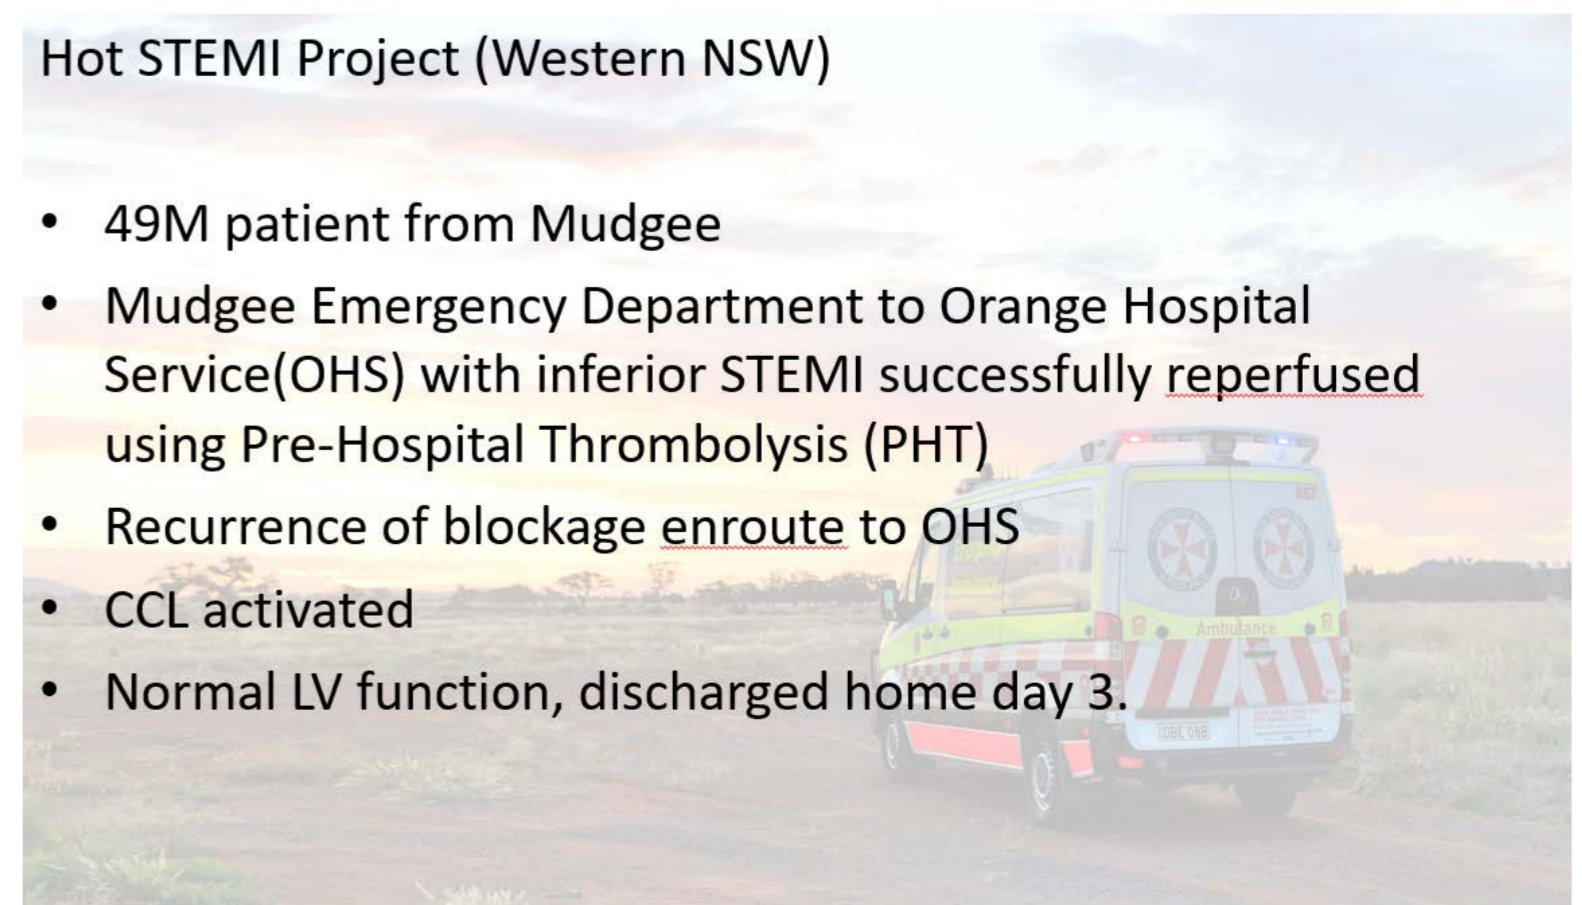 Hot STEMI Project (Western NSW)
• 49M patient from Mudgee
• Mudgee Emergency Department to Orange Hospital
Service(OHS) with inferior STEMI successfully reperfused
using Pre-Hospital Thrombolysis (PHT)
• Recurrence of blockage enroute to OHS
• CCL activated
• Normal LV function, discharged home day 3.
Ambulance